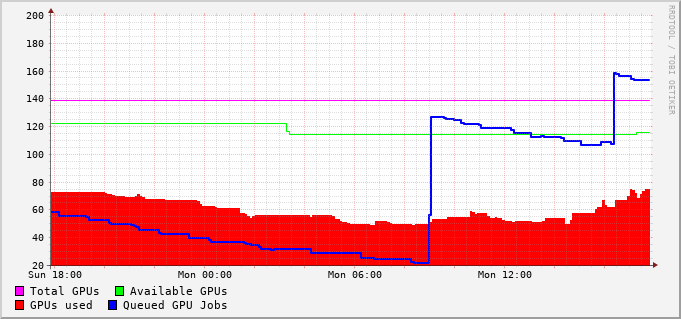 200
180
160
140
120
100
80
60
40
20
Sun 18:00 Mon 00:00 Mon 06:00 Mon 12:00
Total GPUs Available GPUs
GPUs used Queued GPU Jobs
RRDTOOL / TOBI OETIKER